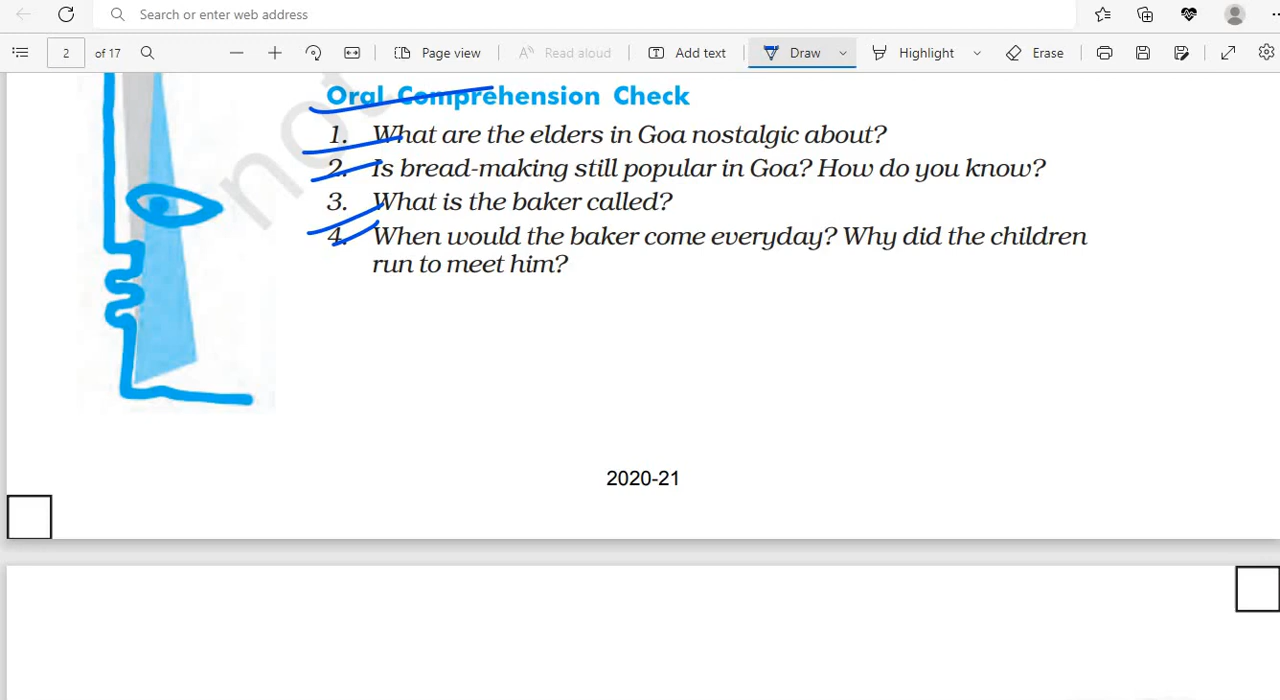 Search or enter web address
2 of 17 Page view Read aloud Add text Draw Highlight Erase
Oral Comprehension Check
1. What are the elders in Goa nostalgic about?
2. Is bread-making still popular in Goa? How do you know?
3. What is the baker called?
4. When would the baker come everyday? Why did the children
run to meet him?
not
2020-21